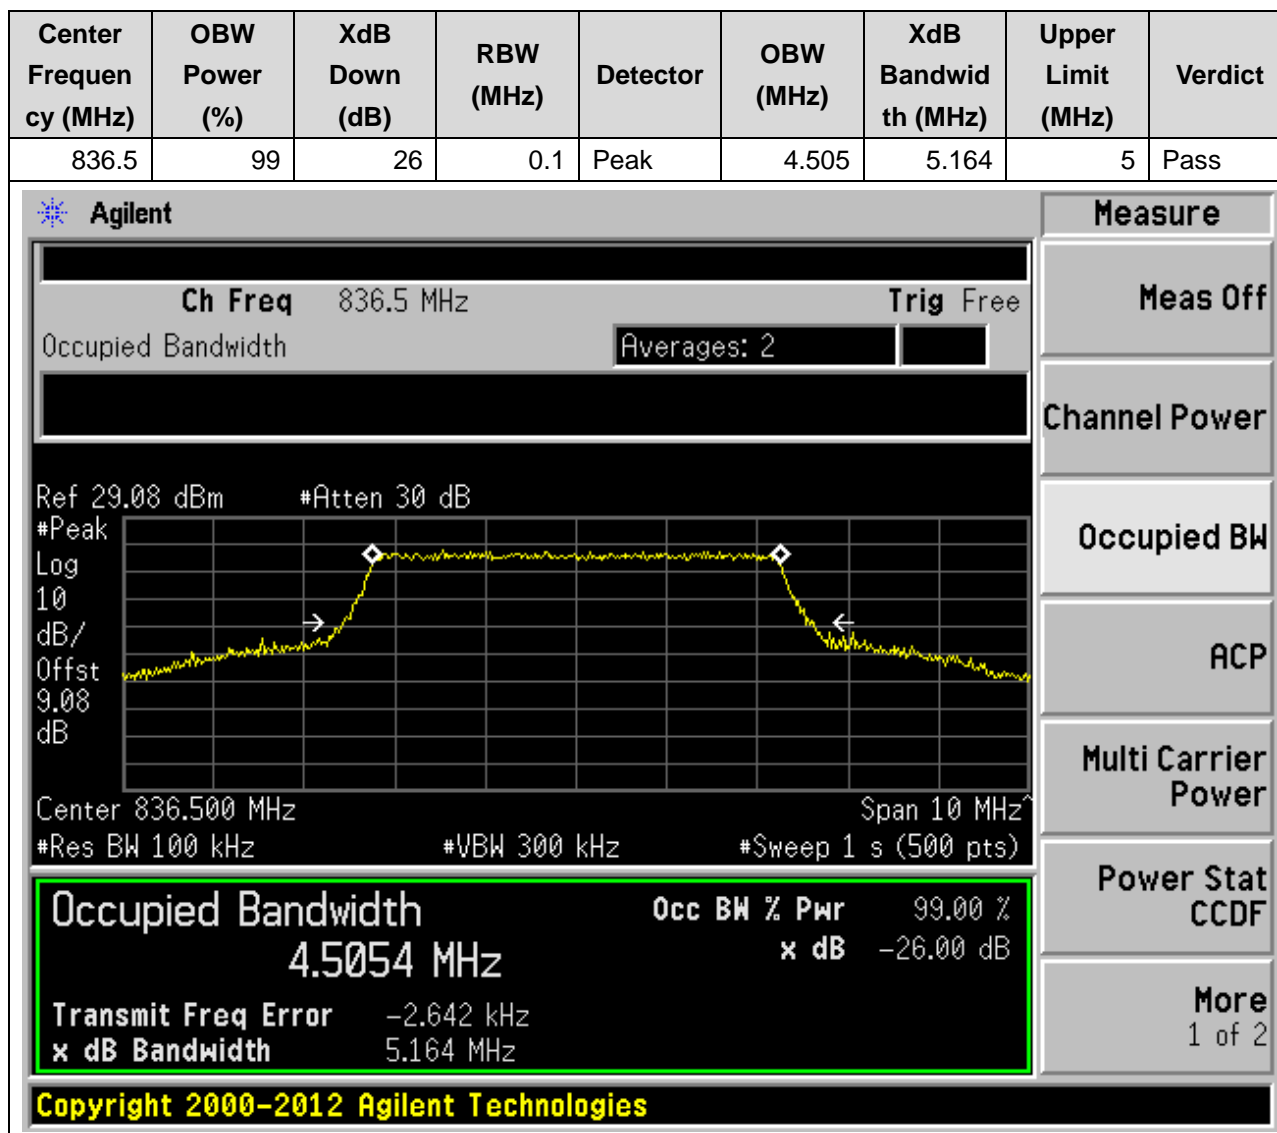 Center Frequen cy (MHz)
OBW Power (%)
XdB Down (dB)
RBW (MHz)
Detector
OBW (MHz)
XdB Bandwid th (MHz)
Upper Limit (MHz)
Verdict
836.5 99 26 0.1 Peak 4.505 5.164 5 Pass
Agilent
Ch Freq 836.5 MHz Trig Free
Occupied Bandwidth Averages: 2
Ref 29.08 dBm #Atten 30 dB
#Peak
Log
10
dB/
Offst
9.08
dB
Center 836.500 MHz Span 10 MHz^
#Res BW 100 kHz #VBW 300 kHz #Sweep 1 s (500 pts)
Occupied Bandwidth Occ BW % Pwr 99.00 %
4.5054 MHz x dB -26.00 dB
Transmit Freq Error -2.642 kHz
x dB Bandwidth 5.164 MHz
Copyright 2000-2012 Agilent Technologies
Measure
Meas Off
Channel Power
Occupied BW
ACP
Multi Carrier
Power
Power Stat
CCDF
More
1 of 2